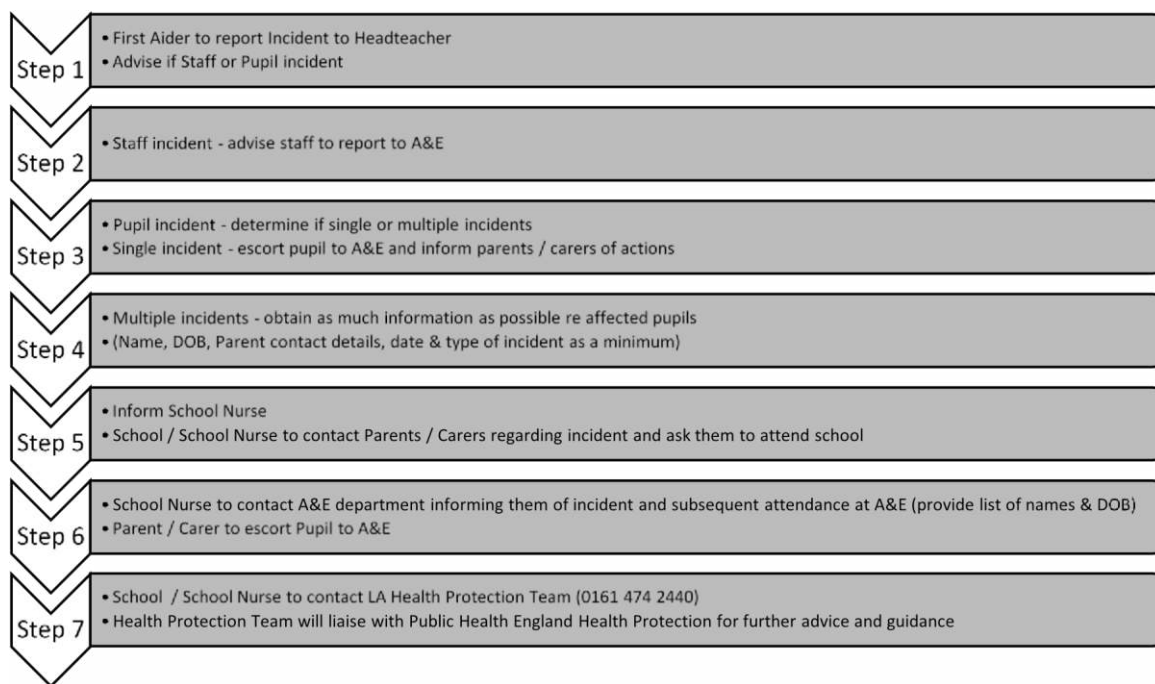 Step 1
• First Aider to report Incident to Headteacher
• Advise if Staff or Pupil incident
Step 2
• Staff incident - advise staff to report to A&E
Step 3
• Pupil incident - determine if single or multiple incidents
• Single incident - escort pupil to A&E and inform parents / carers of actions
Step 4
• Multiple incidents - obtain as much information as possible re affected pupils
• (Name, DOB, Parent contact details, date & type of incident as a minimum)
Step 5
• Inform School Nurse
• School / School Nurse to contact Parents / Carers regarding incident and ask them to attend school
Step 6
• School Nurse to contact A&E department informing them of incident and subsequent attendance at A&E (provide list of names & DOB)
• Parent / Carer to escort Pupil to A&E
Step 7
• School / School Nurse to contact LA Health Protection Team (0161 474 2440)
• Health Protection Team will liaise with Public Health England Health Protection for further advice and guidance